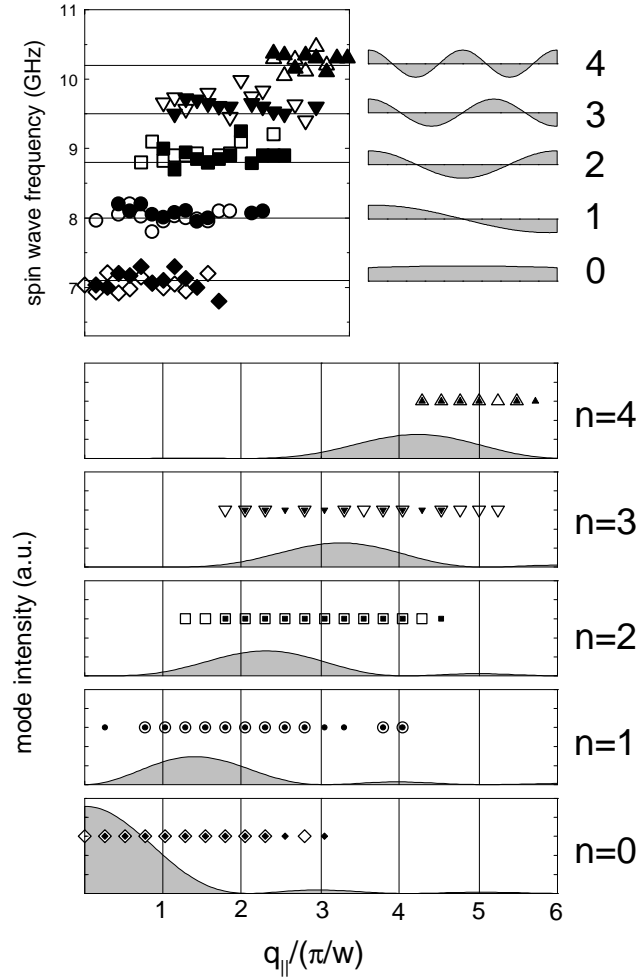 spin wave frequency (GHz)
11
10
9
8
7
4
3
2
1
0
mode intensity (a.u.)
n=4
n=3
n=2
n=1
n=0
1 2 3 4 5 6
q||/(π/w)